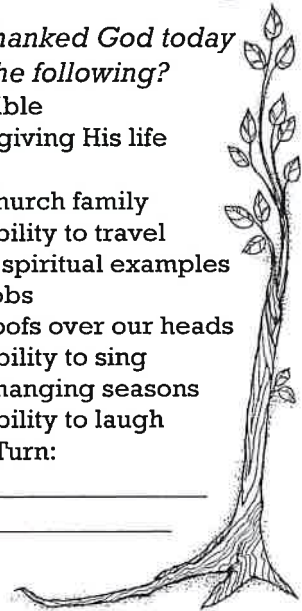 hanked God today
he following?
ble
giving His life
hurch family
bility to travel
spiritual examples
obs
oofs over our heads
bility to sing
hanging seasons
bility to laugh
Turn: